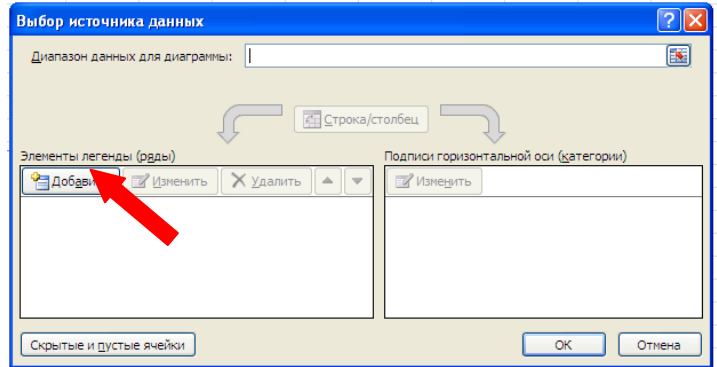 Выбор источника данных
Диапазон данных для диаграммы:
Строка/столбец
Элементы легенды (ряды)
Подписи горизонтальной оси (категории)
Изменить
Удалить
Изменить
Скрытые и пустые ячейки
ОК
Отмена